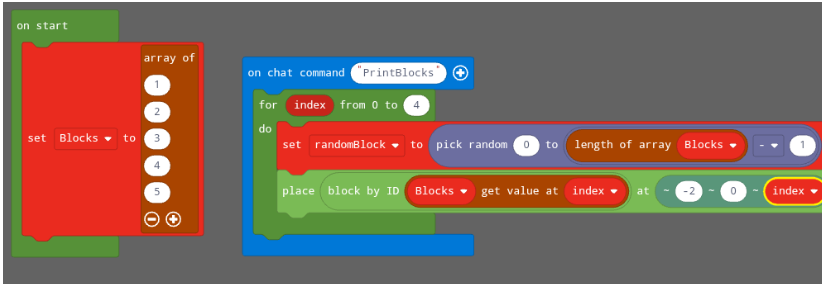 on start
set Blocks to array of
1
2
3
4
5
on chat command "PrintBlocks"
for index from 0 to 4
do
set randomBlock to pick random 0 to length of array Blocks - 1
place block by ID Blocks get value at index at ~ -2 ~ 0 ~ index